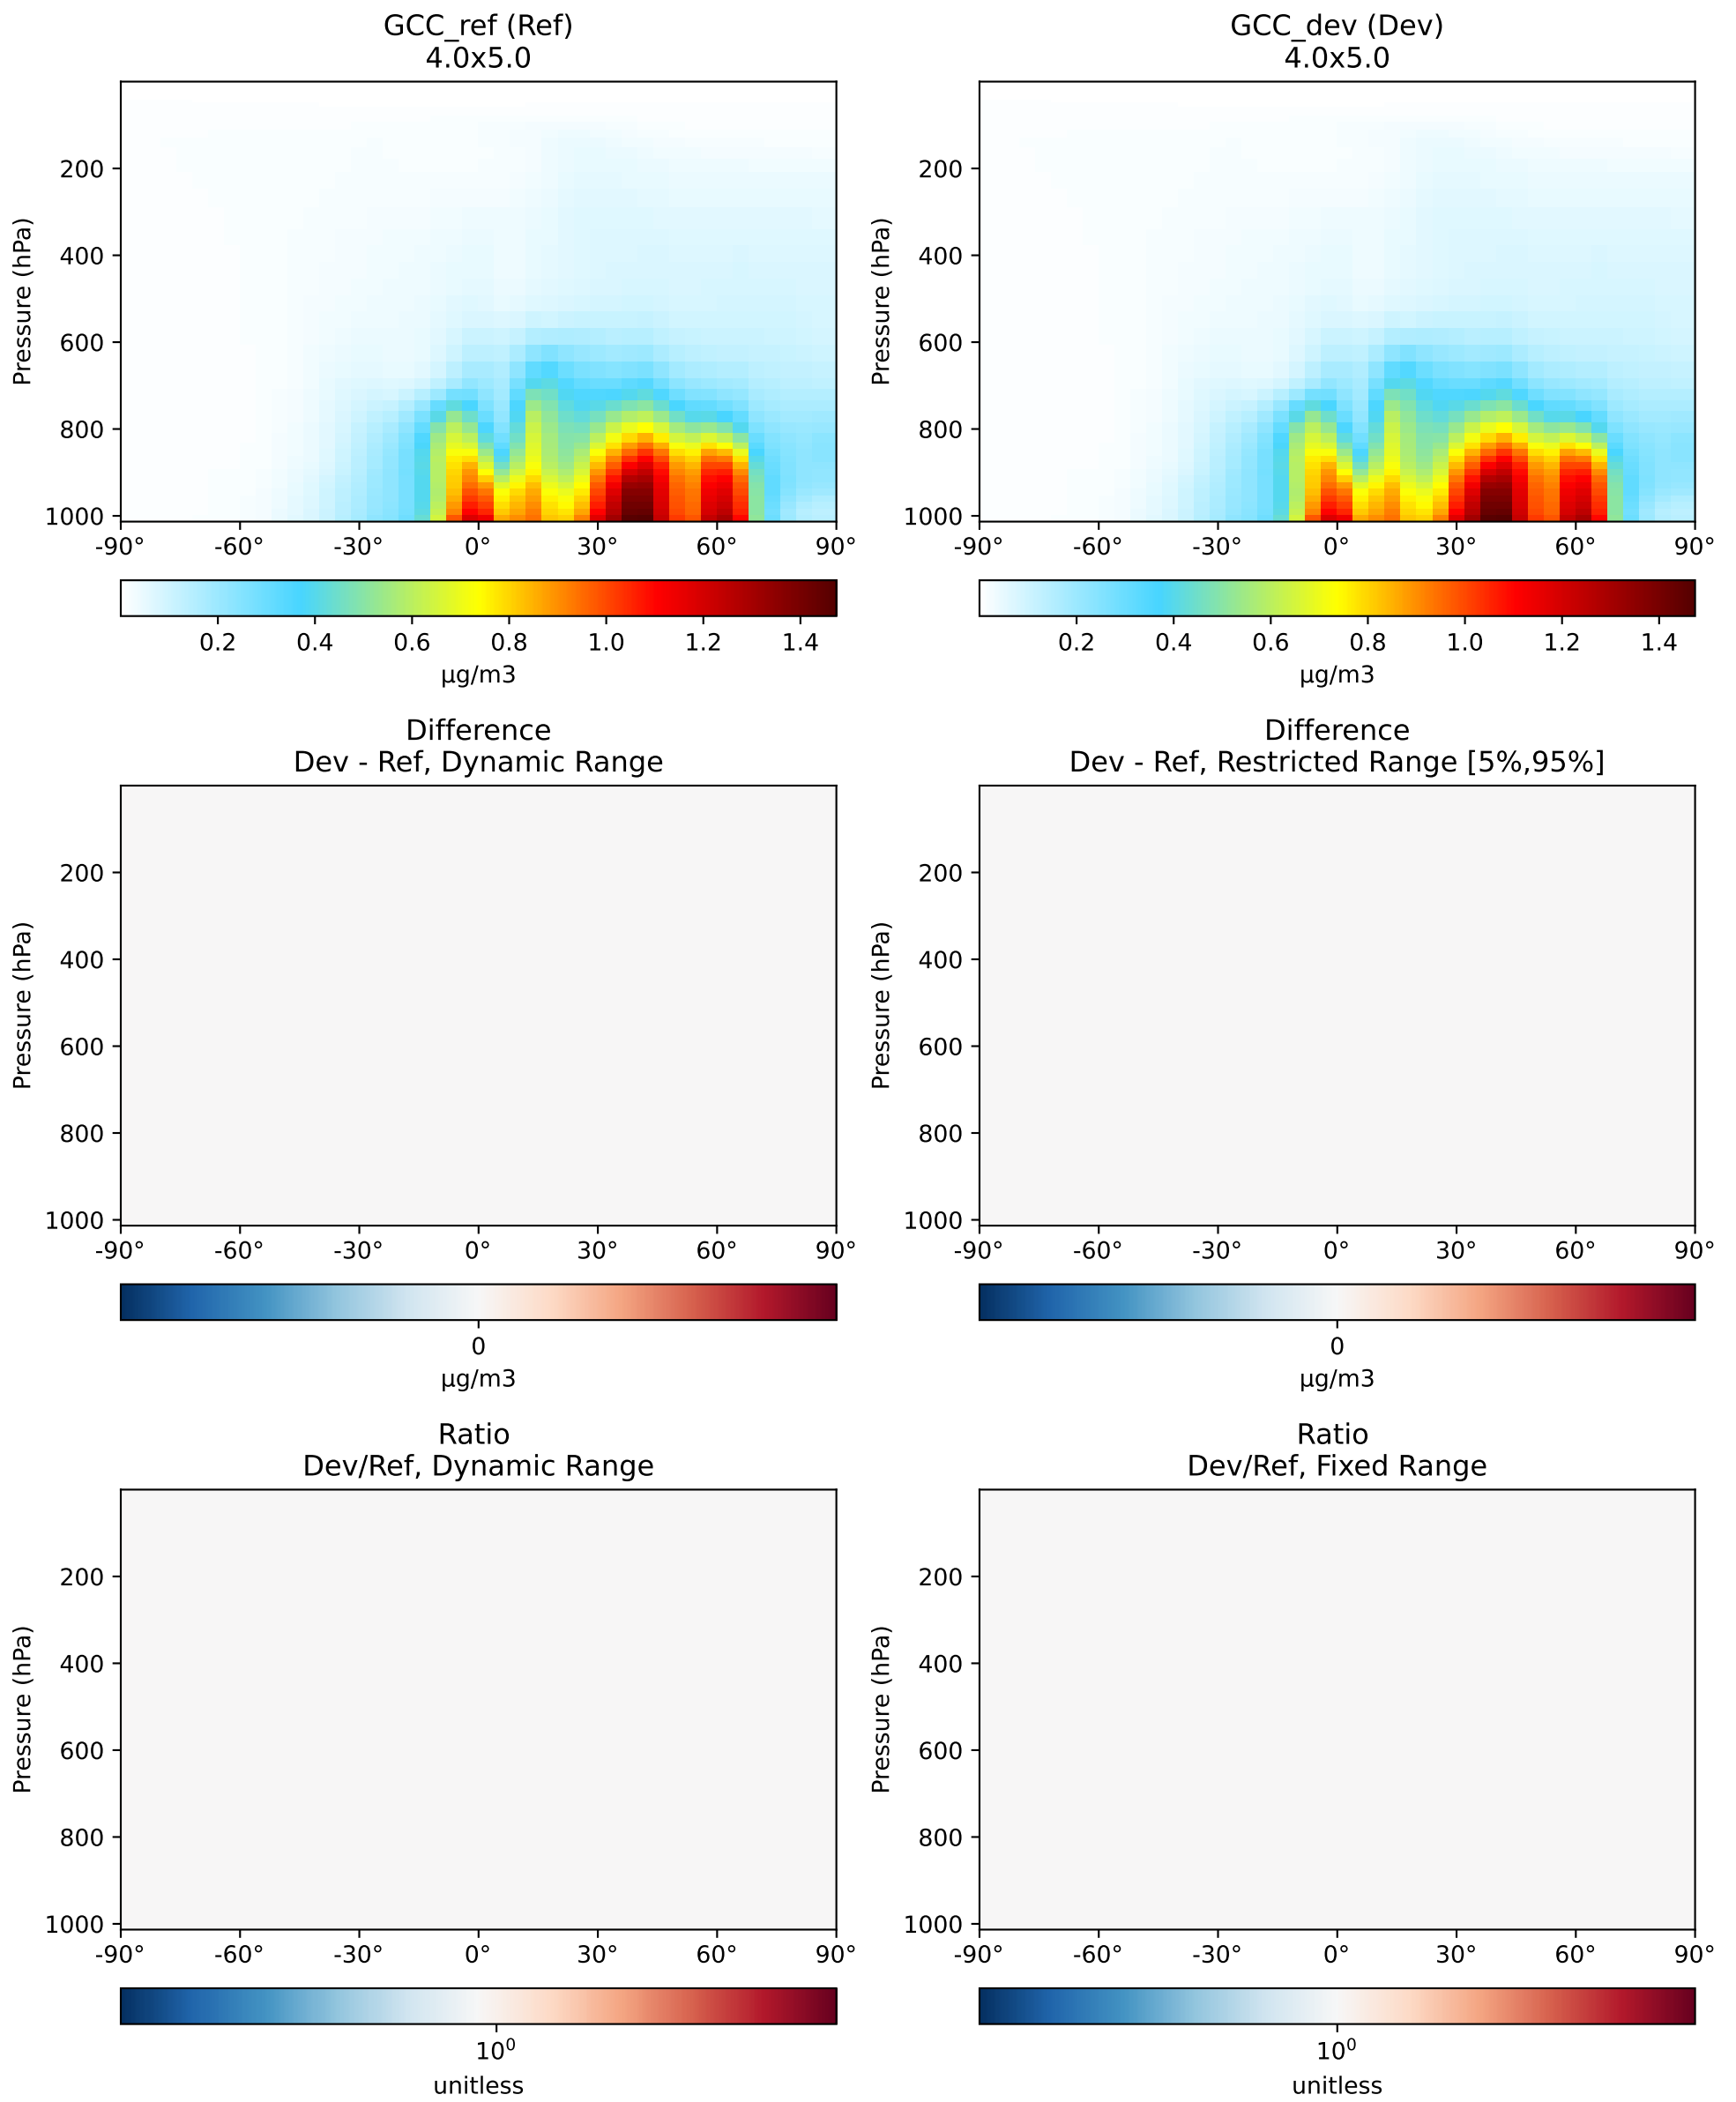 GCC_ref (Ref)
4.0x5.0
GCC_dev (Dev)
4.0x5.0
Pressure (hPa)
200
400
600
800
1000
-90° -60° -30° 0° 30° 60° 90°
0.2 0.4 0.6 0.8 1.0 1.2 1.4
µg/m3
Pressure (hPa)
200
400
600
800
1000
-90° -60° -30° 0° 30° 60° 90°
0.2 0.4 0.6 0.8 1.0 1.2 1.4
µg/m3
Difference
Dev - Ref, Dynamic Range
Pressure (hPa)
200
400
600
800
1000
-90° -60° -30° 0° 30° 60° 90°
0
µg/m3
Difference
Dev - Ref, Restricted Range [5%,95%]
Pressure (hPa)
200
400
600
800
1000
-90° -60° -30° 0° 30° 60° 90°
0
µg/m3
Ratio
Dev/Ref, Dynamic Range
Pressure (hPa)
200
400
600
800
1000
-90° -60° -30° 0° 30° 60° 90°
10⁰
unitless
Ratio
Dev/Ref, Fixed Range
Pressure (hPa)
200
400
600
800
1000
-90° -60° -30° 0° 30° 60° 90°
10⁰
unitless